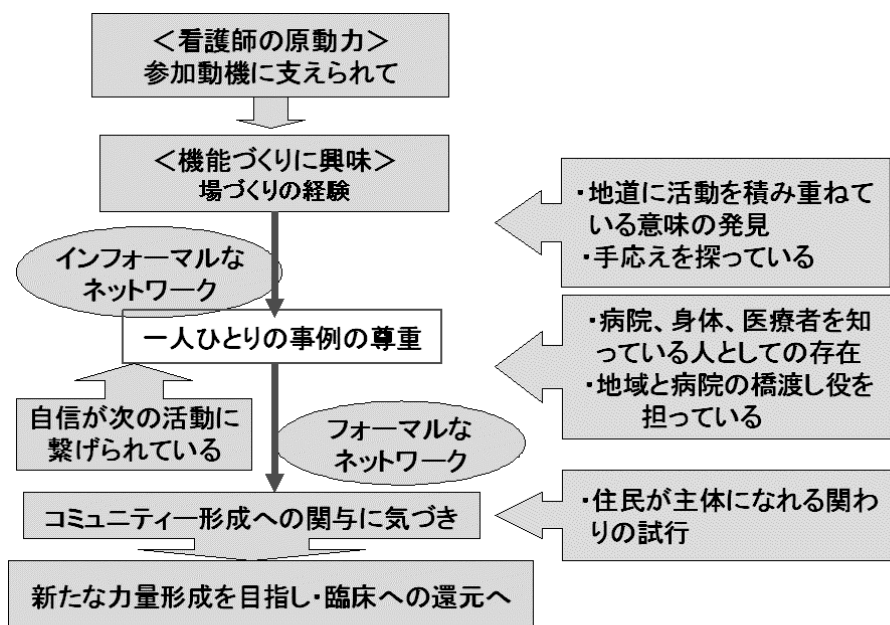 ＜看護師の原動力＞
参加動機に支えられて
＜機能づくりに興味＞
場づくりの経験
・地道に活動を積み重ねて
いる意味の発見
・手応えを探っている
インフォーマルな
ネットワーク
一人ひとりの事例の尊重
・病院、身体、医療者を知
っている人としての存在
・地域と病院の橋渡し役を
担っている
自信が次の活動に
繋げられている
フォーマルな
ネットワーク
コミュニティー形成への関与に気づき
・住民が主体になれる関わ
りの試行
新たな力量形成を目指し・臨床への還元へ